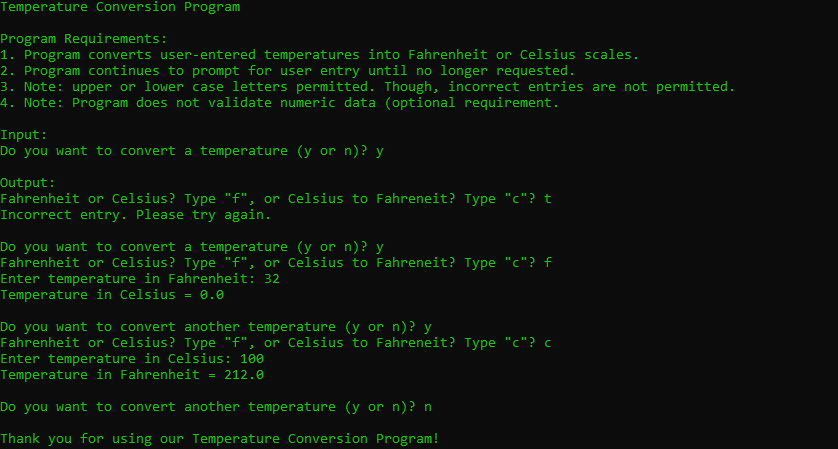 Temperature Conversion Program
Program Requirements:
1. Program converts user-entered temperatures into Fahrenheit or Celsius scales.
2. Program continues to prompt for user entry until no longer requested.
3. Note: upper or lower case letters permitted. Though, incorrect entries are not permitted.
4. Note: Program does not validate numeric data (optional requirement.
Input:
Do you want to convert a temperature (y or n)? y
Output:
Fahrenheit or Celsius? Type "f", or Celsius to Fahreneit? Type "c"? t
Incorrect entry. Please try again.
Do you want to convert a temperature (y or n)? y
Fahrenheit or Celsius? Type "f", or Celsius to Fahreneit? Type "c"? f
Enter temperature in Fahrenheit: 32
Temperature in Celsius = 0.0
Do you want to convert another temperature (y or n)? y
Fahrenheit or Celsius? Type "f", or Celsius to Fahreneit? Type "c"? c
Enter temperature in Celsius: 100
Temperature in Fahrenheit = 212.0
Do you want to convert another temperature (y or n)? n
Thank you for using our Temperature Conversion Program!